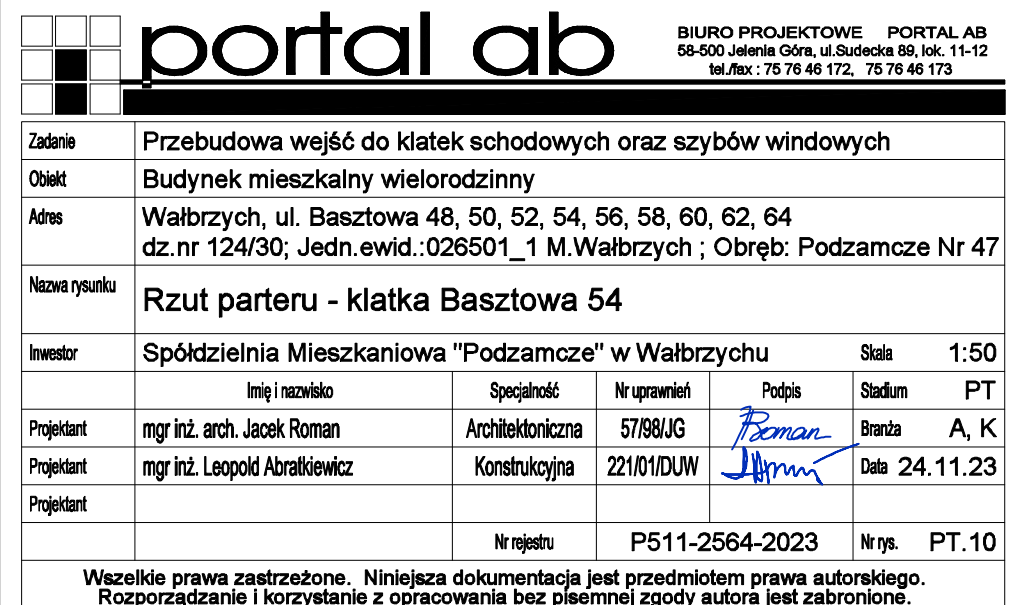 portal ab
BIURO PROJEKTOWE PORTAL AB
58-500 Jelenia Góra, ul.Sudecka 89, lok. 11-12
tel./fax : 75 76 46 172, 75 76 46 173
Zadanie Przebudowa wejść do klatek schodowych oraz szybów windowych
Obiekt Budynek mieszkalny wielorodzinny
Adres Wałbrzych, ul. Basztowa 48, 50, 52, 54, 56, 58, 60, 62, 64
dz.nr 124/30; Jedn.ewid.:026501_1 M.Wałbrzych ; Obręb: Podzamcze Nr 47
Nazwa rysunku Rzut parteru - klatka Basztowa 54
Inwestor Spółdzielnia Mieszkaniowa "Podzamcze" w Wałbrzychu Skala 1:50
Imię i nazwisko Specjalność Nr uprawnień Podpis Stadium PT
Projektant mgr inż. arch. Jacek Roman Architektoniczna 57/98/JG Roman Branża A, K
Projektant mgr inż. Leopold Abratkiewicz Konstrukcyjna 221/01/DUW Data 24.11.23
Projektant
Nr rejestru P511-2564-2023 Nr rys. PT.10
Wszelkie prawa zastrzeżone. Niniejsza dokumentacja jest przedmiotem prawa autorskiego.
Rozporządzanie i korzystanie z opracowania bez pisemnej zgody autora jest zabronione.